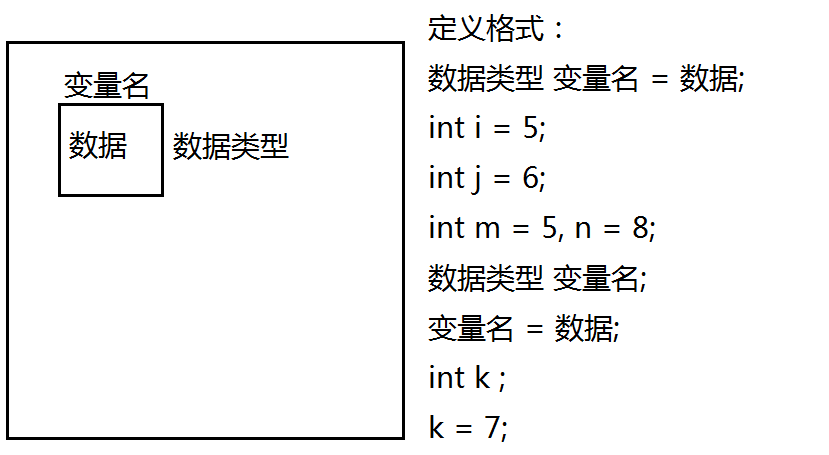 变量名
数据 数据类型
定义格式：
数据类型 变量名 = 数据;
int i = 5;
int j = 6;
int m = 5, n = 8;
数据类型 变量名;
变量名 = 数据;
int k ;
k = 7;